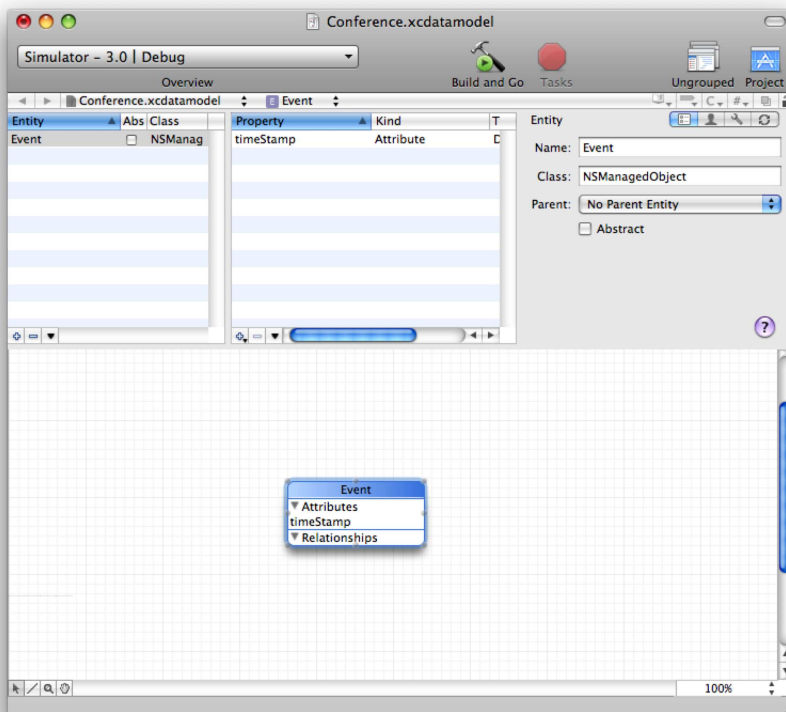 Conference.xcdatamodel
Simulator - 3.0 | Debug
Overview Build and Go Tasks Ungrouped Project
Conference.xcdatamodel Event C #
Entity Abs Class Property Kind T Entity
Event NSManag timeStamp Attribute D
Name: Event
Class: NSManagedObject
Parent: No Parent Entity
Abstract
?
Event
Attributes
timeStamp
Relationships
100%